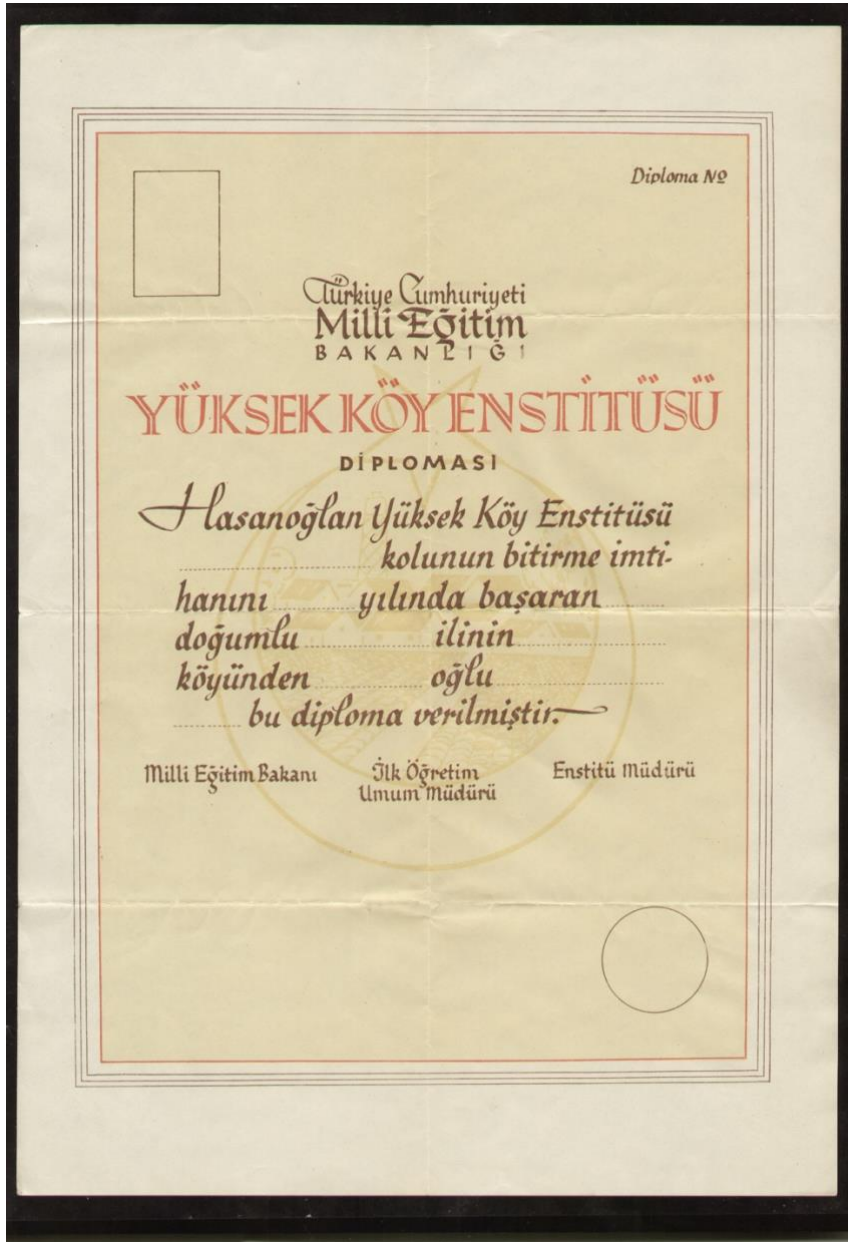 Diploma №
Türkiye Cumhuriyeti
Milli Eğitim
BAKANLIĞI
YÜKSEK KÖY ENSTİTÜSÜ
DİPLOMASI
Hasanoğlan Yüksek Köy Enstitüsü
.................... kolunun bitirme imti-
hanını .......... yılında başaran ..........
doğumlu ............... ilinin ...............
köyünden ............... oğlu ...............
.......... bu diploma verilmiştir.
Milli Eğitim Bakanı İlk Öğretim Enstitü Müdürü
Umum Müdürü